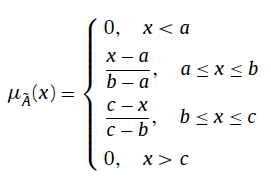 μ_Ã(x) = { 0, x < a
(x − a)/(b − a), a ≤ x ≤ b
(c − x)/(c − b), b ≤ x ≤ c
0, x > c